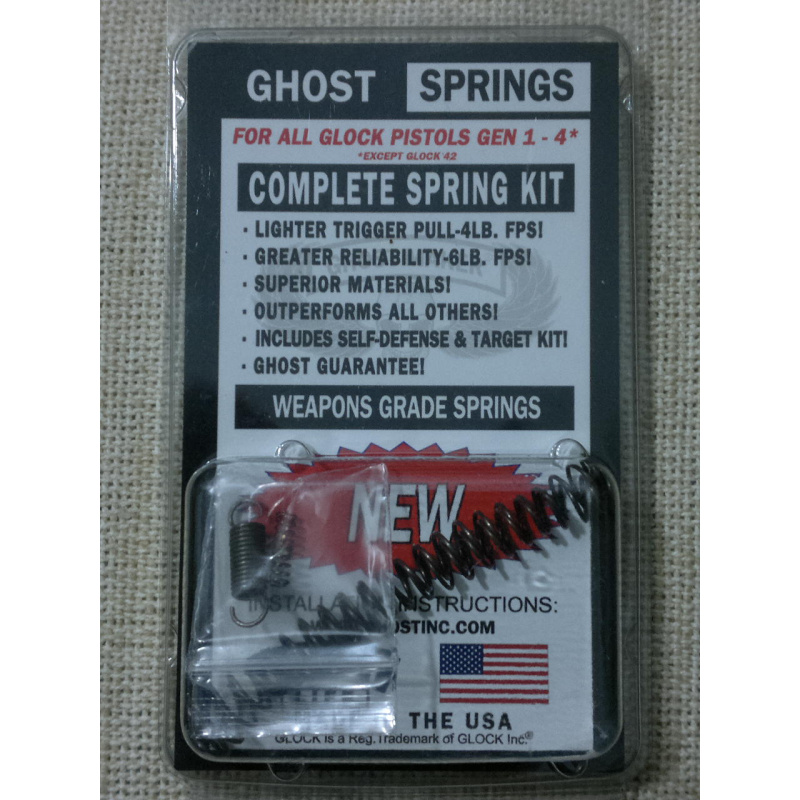 GHOST SPRINGS
FOR ALL GLOCK PISTOLS GEN 1 - 4*
*EXCEPT GLOCK 42
COMPLETE SPRING KIT
· LIGHTER TRIGGER PULL-4LB. FPS!
· GREATER RELIABILITY-6LB. FPS!
· SUPERIOR MATERIALS!
· OUTPERFORMS ALL OTHERS!
· INCLUDES SELF-DEFENSE & TARGET KIT!
· GHOST GUARANTEE!
WEAPONS GRADE SPRINGS
NEW
INSTRUCTIONS:
THE USA
GLOCK is a Reg. Trademark of GLOCK Inc.®